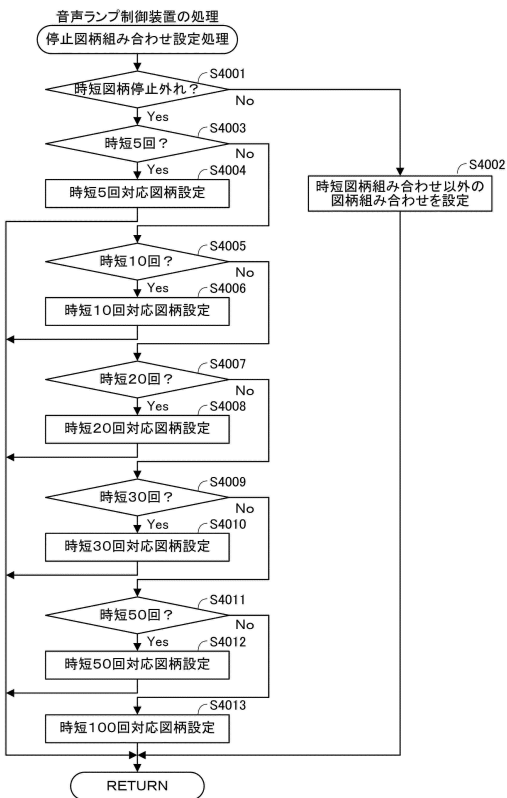 音声ランプ制御装置の処理
停止図柄組み合わせ設定処理
時短図柄停止外れ？
S4001
No
Yes
時短5回？
S4003
No
Yes
時短5回対応図柄設定
S4004
時短図柄組み合わせ以外の
図柄組み合わせを設定
S4002
時短10回？
S4005
No
Yes
時短10回対応図柄設定
S4006
時短20回？
S4007
No
Yes
時短20回対応図柄設定
S4008
時短30回？
S4009
No
Yes
時短30回対応図柄設定
S4010
時短50回？
S4011
No
Yes
時短50回対応図柄設定
S4012
時短100回対応図柄設定
S4013
RETURN